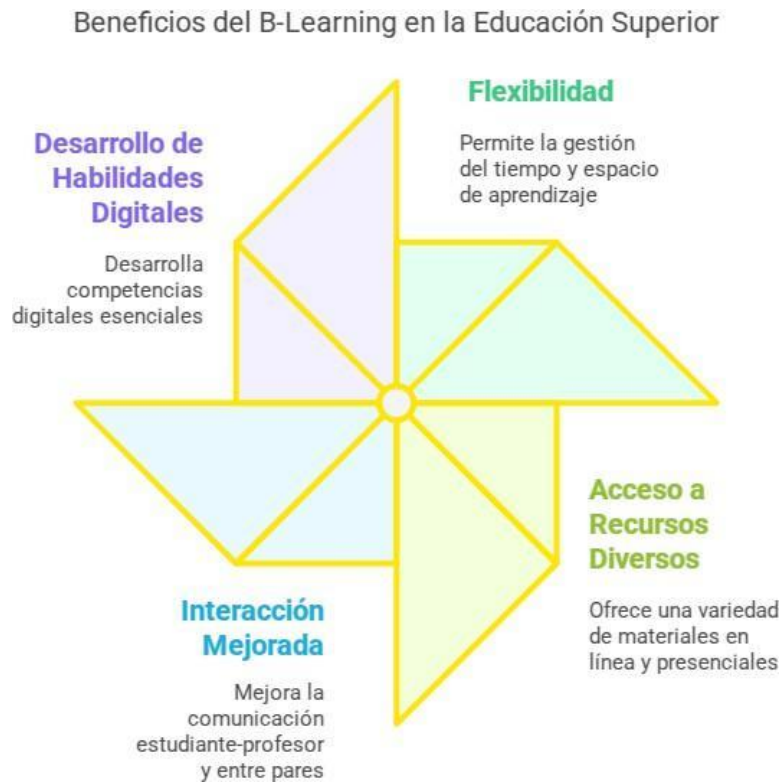 Beneficios del B-Learning en la Educación Superior
Flexibilidad
Permite la gestión
del tiempo y espacio
de aprendizaje
Desarrollo de
Habilidades
Digitales
Desarrolla
competencias
digitales esenciales
Acceso a
Recursos
Diversos
Ofrece una variedad
de materiales en
línea y presenciales
Interacción
Mejorada
Mejora la
comunicación
estudiante-profesor
y entre pares